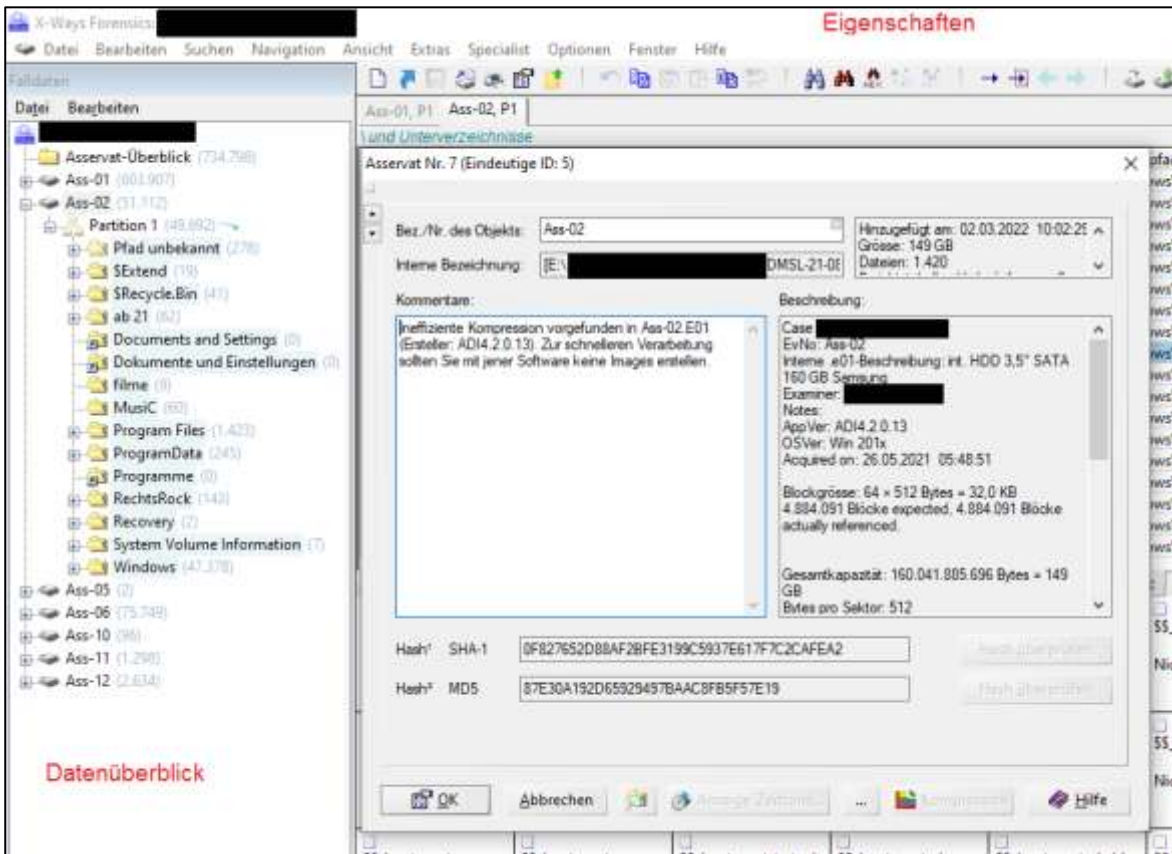 X-Ways Forensics:
Eigenschaften
Datei Bearbeiten Suchen Navigation Ansicht Extras Specialist Optionen Fenster Hilfe
Falldaten
Datei Bearbeiten
Ass-01, P1 Ass-02, P1
\ und Unterverzeichnisse
Asservat-Überblick (734.798)
Ass-01 (603.907)
Ass-02 (51.112)
Partition 1 (49.692)
Pfad unbekannt (278)
$Extend (19)
$Recycle.Bin (41)
ab 21 (62)
Documents and Settings (0)
Dokumente und Einstellungen (0)
filme (9)
MusiC (60)
Program Files (1.423)
ProgramData (245)
Programme (0)
RechtsRock (143)
Recovery (2)
System Volume Information (7)
Windows (47.378)
Ass-05 (2)
Ass-06 (75.749)
Ass-10 (96)
Ass-11 (1.298)
Ass-12 (2.634)
Datenüberblick
Asservat Nr. 7 (Eindeutige ID: 5)
Bez./Nr. des Objekts: Ass-02
Interne Bezeichnung: [E:\ DMSL-21-08
Hinzugefügt am: 02.03.2022 10:02:25
Grösse: 149 GB
Dateien: 1.420
Kommentare:
Ineffiziente Kompression vorgefunden in Ass-02.E01
(Ersteller: ADI4.2.0.13). Zur schnelleren Verarbeitung
sollten Sie mit jener Software keine Images erstellen.
Beschreibung:
Case
EvNo: Ass-02
Interne .e01-Beschreibung: int. HDD 3,5" SATA
160 GB Samsung
Examiner:
Notes:
AppVer: ADI4.2.0.13
OSVer: Win 201x
Acquired on: 26.05.2021 05:48:51
Blockgrösse: 64 × 512 Bytes = 32,0 KB
4.884.091 Blöcke expected, 4.884.091 Blöcke
actually referenced.
Gesamtkapazität: 160.041.885.696 Bytes = 149
GB
Bytes pro Sektor: 512
Hash¹ SHA-1 0F827652D88AF2BFE3199C5937E617F7C2CAFEA2
Hash² MD5 87E30A192D65929497BAAC8FB5F57E19
OK Abbrechen ... Hilfe